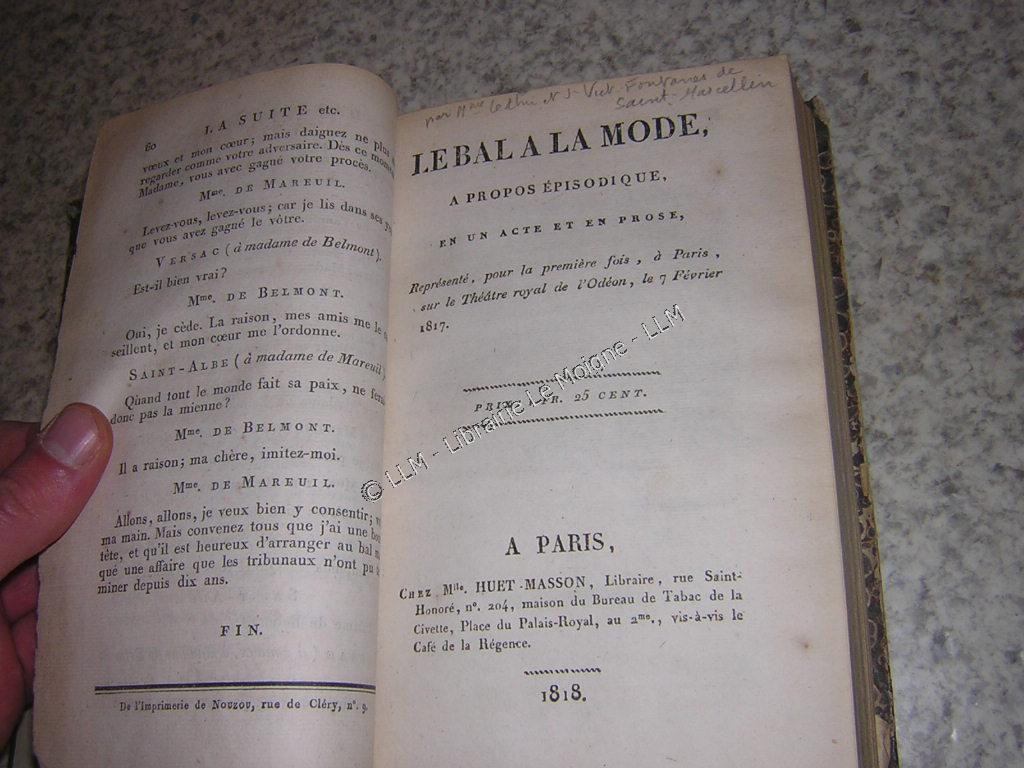 60
LA SUITE etc.
vœux et mon cœur; mais daignez ne plus
regarder comme votre adversaire. Dès ce moment
Madame, vous avez gagné votre procès.
Mme. DE MAREUIL.
Levez-vous, levez-vous; car je lis dans ses
que vous avez gagné le vôtre.
VERSAC (à madame de Belmont).
Est-il bien vrai?
Mme. DE BELMONT.
Oui, je cède. La raison, mes amis me le
seillent, et mon cœur me l'ordonne.
SAINT-ALBE (à madame de Mareuil)
Quand tout le monde fait sa paix, ne
donc pas la mienne?
Mme. DE BELMONT.
Il a raison; ma chère, imitez-moi.
Mme. DE MAREUIL.
Allons, allons, je veux bien y consentir;
ma main. Mais convenez tous que j'ai une
tête, et qu'il est heureux d'arranger au bal
qué une affaire que les tribunaux n'ont pu
miner depuis dix ans.
FIN.
De l'Imprimerie de NOUZOU, rue de Cléry, n°. 9.
par Mme et J. Vict. Fontanes de
Saint-Marcellin
LE BAL A LA MODE,
A PROPOS ÉPISODIQUE,
EN UN ACTE ET EN PROSE,
Représenté, pour la première fois, à Paris,
sur le Théâtre royal de l'Odéon, le 7 Février
1817.
PRIX, FR. 25 CENT.
© LLM - Librairie Le Moigne - LLM
A PARIS,
CHEZ Mlle. HUET-MASSON, Libraire, rue Saint-
Honoré, n°. 204, maison du Bureau de Tabac de la
Civette, Place du Palais-Royal, au 2me., vis-à-vis le
Café de la Régence.
1818.